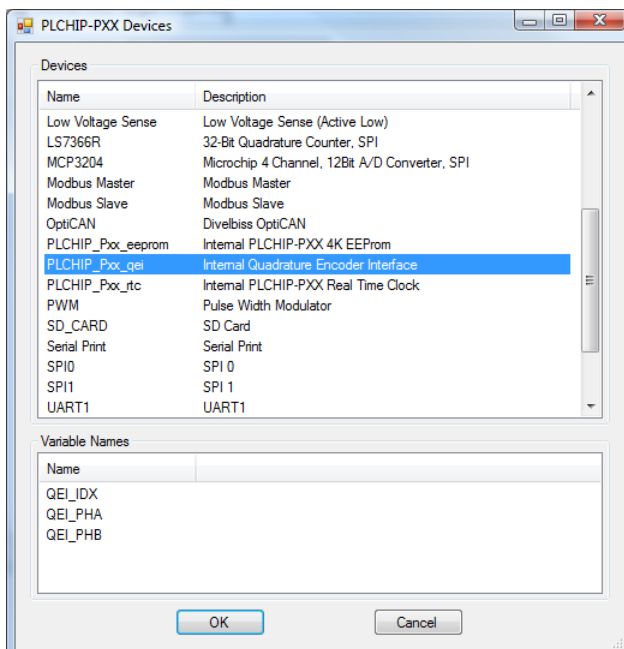 PLCHIP-PXX Devices
Devices
Name Description
Low Voltage Sense Low Voltage Sense (Active Low)
LS7366R 32-Bit Quadrature Counter, SPI
MCP3204 Microchip 4 Channel, 12Bit A/D Converter, SPI
Modbus Master Modbus Master
Modbus Slave Modbus Slave
OptiCAN Divelbiss OptiCAN
PLCHIP_Pxx_eeprom Internal PLCHIP-PXX 4K EEProm
PLCHIP_Pxx_qei Internal Quadrature Encoder Interface
PLCHIP_Pxx_rtc Internal PLCHIP-PXX Real Time Clock
PWM Pulse Width Modulator
SD_CARD SD Card
Serial Print Serial Print
SPI0 SPI 0
SPI1 SPI 1
UART1 UART1
Variable Names
Name
QEI_IDX
QEI_PHA
QEI_PHB
OK Cancel